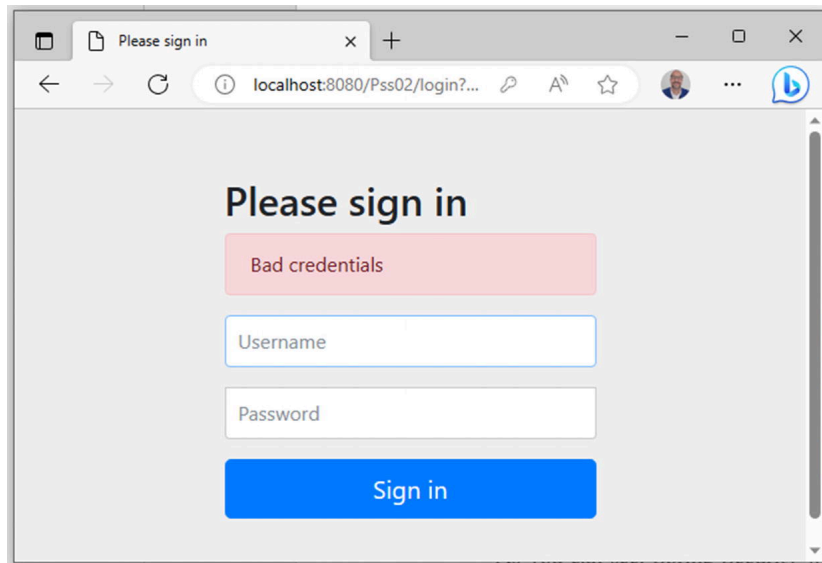 Please sign in
localhost:8080/Pss02/login?...
Please sign in
Bad credentials
Username
Password
Sign in